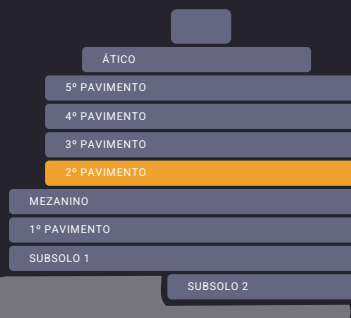 ÁTICO
5º PAVIMENTO
4º PAVIMENTO
3º PAVIMENTO
2º PAVIMENTO
MEZANINO
1º PAVIMENTO
SUBSOLO 1
SUBSOLO 2